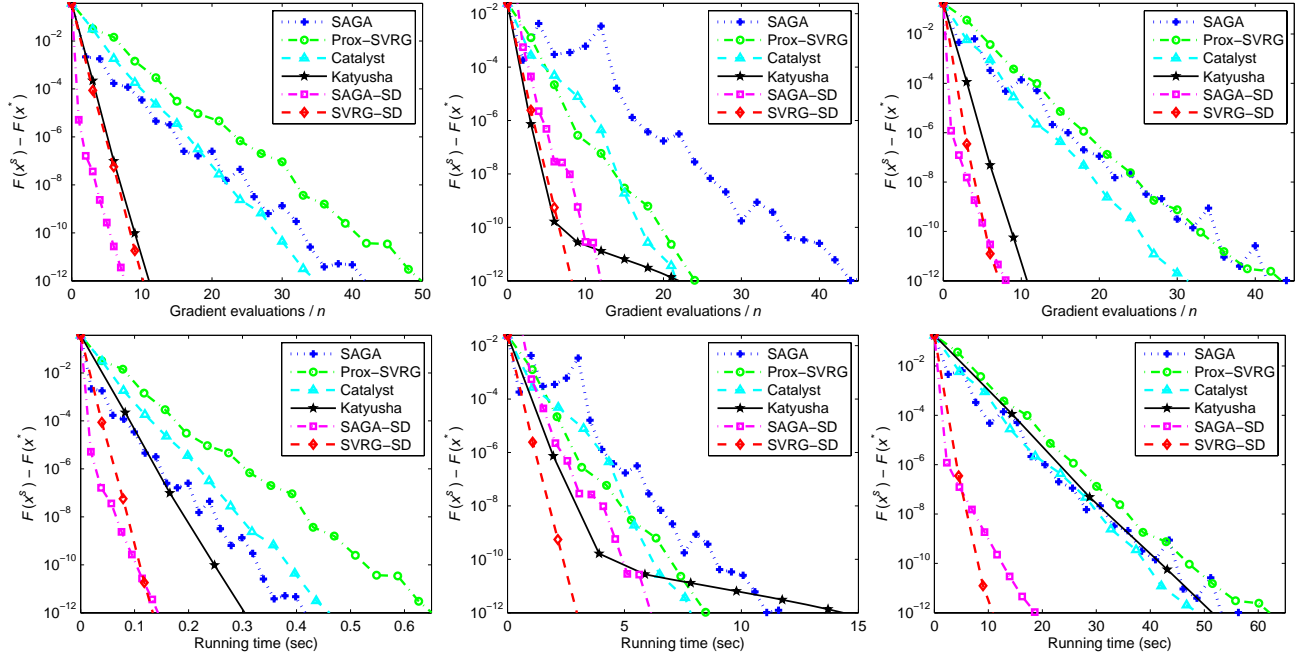 F(x^s) − F(x^*)
10^−2
10^−4
10^−6
10^−8
10^−10
10^−12
0 10 20 30 40 50
Gradient evaluations / n
SAGA
Prox−SVRG
Catalyst
Katyusha
SAGA−SD
SVRG−SD
F(x^s) − F(x^*)
10^−2
10^−4
10^−6
10^−8
10^−10
10^−12
0 10 20 30 40
Gradient evaluations / n
SAGA
Prox−SVRG
Catalyst
Katyusha
SAGA−SD
SVRG−SD
F(x^s) − F(x^*)
10^−2
10^−4
10^−6
10^−8
10^−10
10^−12
0 10 20 30 40
Gradient evaluations / n
SAGA
Prox−SVRG
Catalyst
Katyusha
SAGA−SD
SVRG−SD
F(x^s) − F(x^*)
10^−2
10^−4
10^−6
10^−8
10^−10
10^−12
0 0.1 0.2 0.3 0.4 0.5 0.6
Running time (sec)
SAGA
Prox−SVRG
Catalyst
Katyusha
SAGA−SD
SVRG−SD
F(x^s) − F(x^*)
10^−2
10^−4
10^−6
10^−8
10^−10
10^−12
0 5 10 15
Running time (sec)
SAGA
Prox−SVRG
Catalyst
Katyusha
SAGA−SD
SVRG−SD
F(x^s) − F(x^*)
10^−2
10^−4
10^−6
10^−8
10^−10
10^−12
0 10 20 30 40 50 60
Running time (sec)
SAGA
Prox−SVRG
Catalyst
Katyusha
SAGA−SD
SVRG−SD